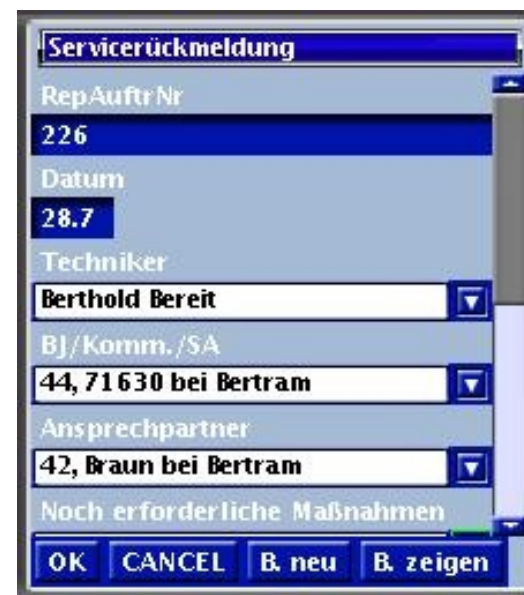 Servicerückmeldung
RepAuftrNr
226
Datum
28.7
Techniker
Berthold Bereit
BJ/Komm./SA
44, 71630 bei Bertram
Ansprechpartner
42, Braun bei Bertram
Noch erforderliche Maßnahmen
OK CANCEL B. neu B. zeigen